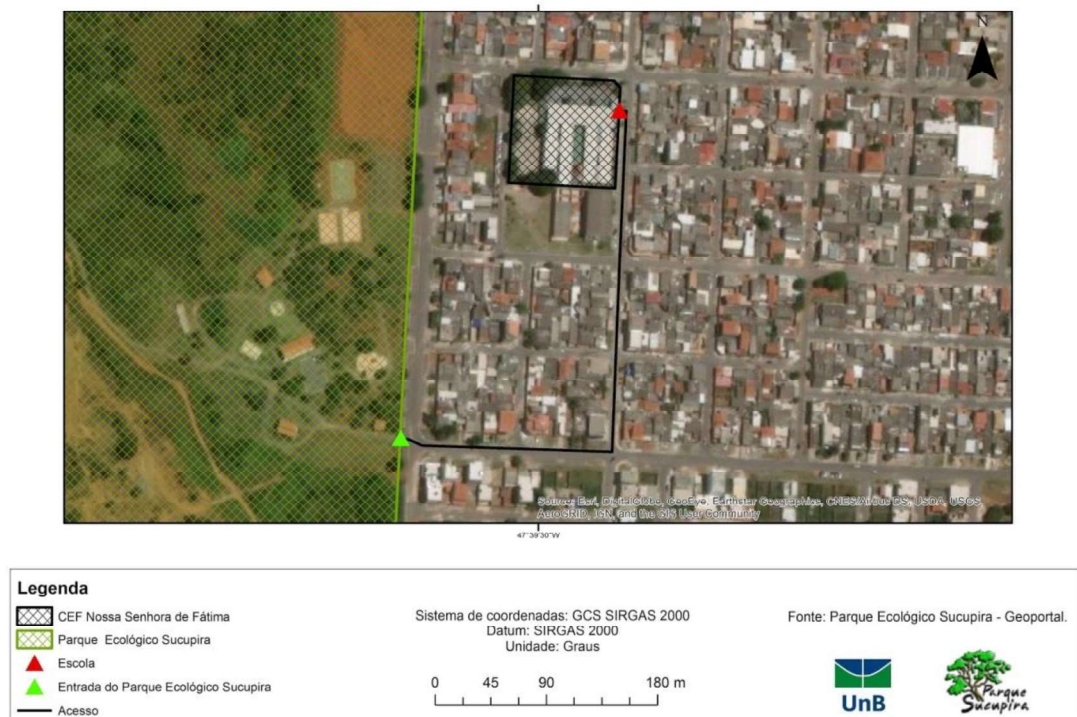 N
Source: Esri, DigitalGlobe, GeoEye, Earthstar Geographics, CNES/Airbus DS, USDA, USGS,
AeroGRID, IGN, and the GIS User Community
47°39'30"W
Legenda
CEF Nossa Senhora de Fátima
Parque Ecológico Sucupira
Escola
Entrada do Parque Ecológico Sucupira
Acesso
Sistema de coordenadas: GCS SIRGAS 2000
Datum: SIRGAS 2000
Unidade: Graus
0 45 90 180 m
Fonte: Parque Ecológico Sucupira - Geoportal.
UnB
Parque
Sucupira